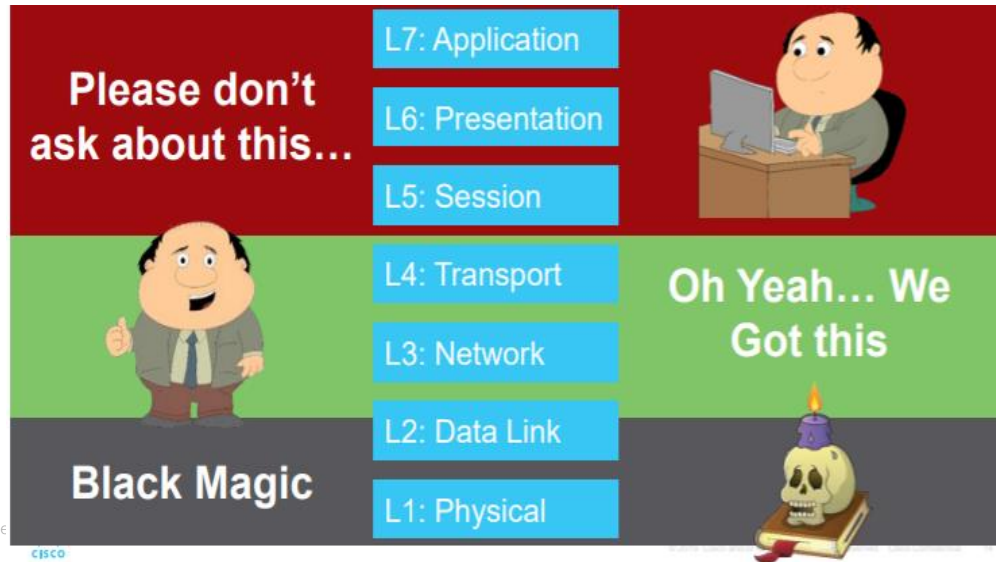 L7: Application
Please don't
ask about this…
L6: Presentation
L5: Session
L4: Transport
Oh Yeah… We
Got this
L3: Network
L2: Data Link
Black Magic
L1: Physical
CISCO